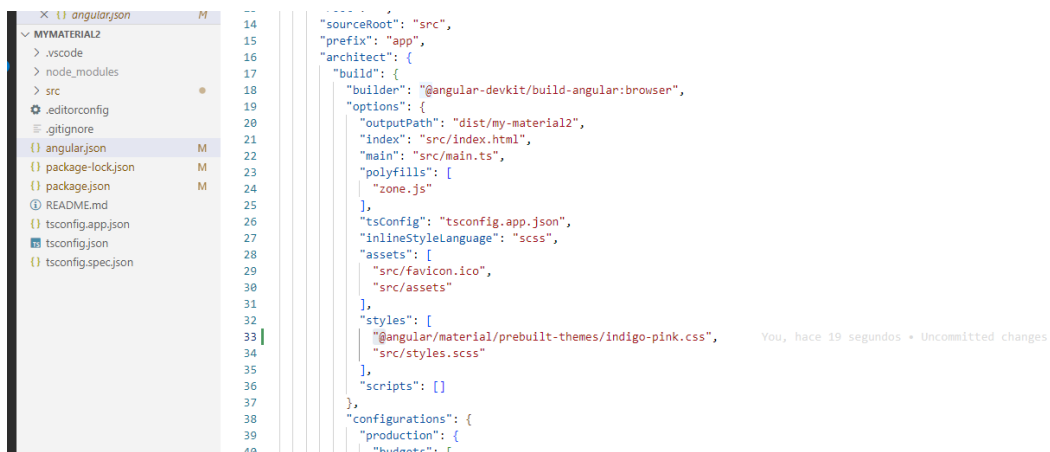 angular.json M
MYMATERIAL2
.vscode
node_modules
src
.editorconfig
.gitignore
angular.json M
package-lock.json M
package.json M
README.md
tsconfig.app.json
tsconfig.json
tsconfig.spec.json
14 "sourceRoot": "src",
15 "prefix": "app",
16 "architect": {
17 "build": {
18 "builder": "@angular-devkit/build-angular:browser",
19 "options": {
20 "outputPath": "dist/my-material2",
21 "index": "src/index.html",
22 "main": "src/main.ts",
23 "polyfills": [
24 "zone.js"
25 ],
26 "tsConfig": "tsconfig.app.json",
27 "inlineStyleLanguage": "scss",
28 "assets": [
29 "src/favicon.ico",
30 "src/assets"
31 ],
32 "styles": [
33 "@angular/material/prebuilt-themes/indigo-pink.css", You, hace 19 segundos • Uncommitted changes
34 "src/styles.scss"
35 ],
36 "scripts": []
37 },
38 "configurations": {
39 "production": {
40 "budgets": [